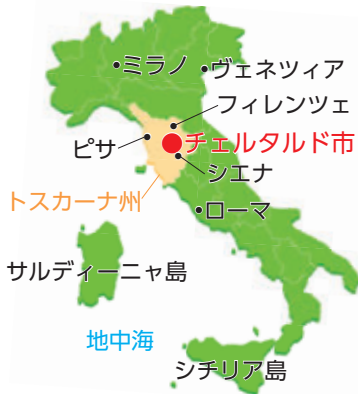 ミラノ
ヴェネツィア
フィレンツェ
チェルタルド市
ピサ
シエナ
トスカーナ州
ローマ
サルディーニャ島
地中海
シチリア島